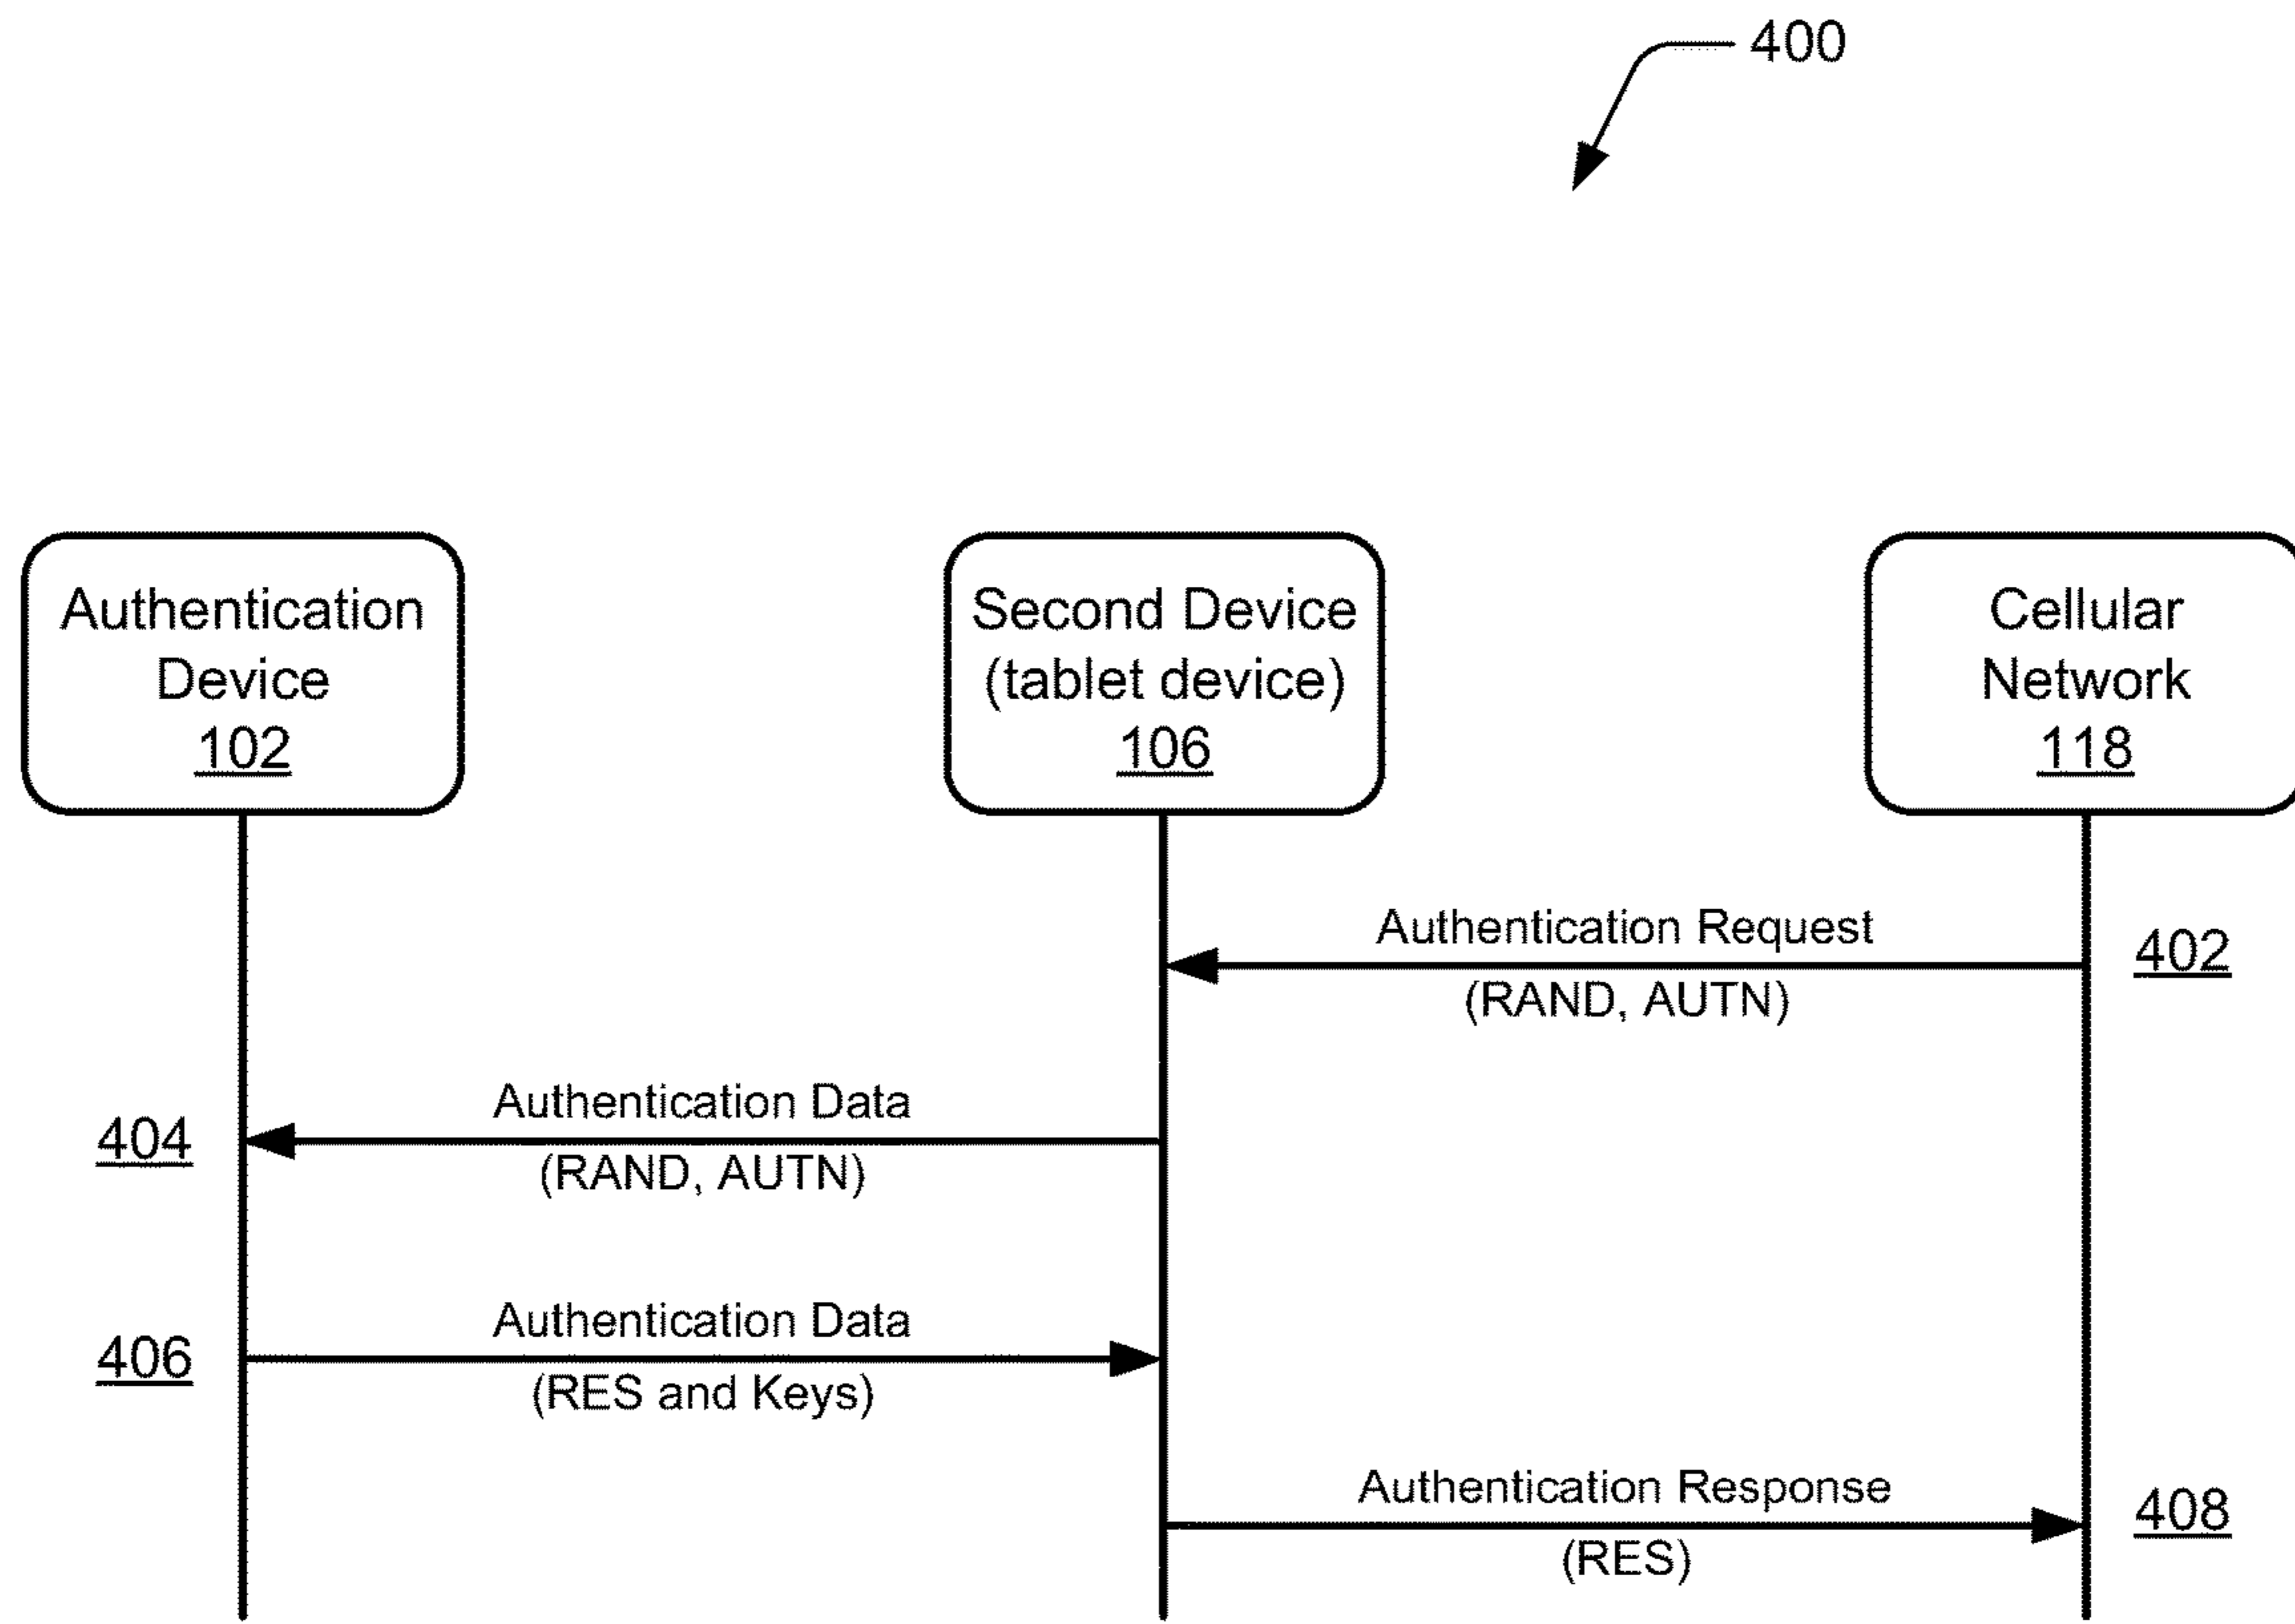 400
Authentication
Device
102
Second Device
(tablet device)
106
Cellular
Network
118
Authentication Request
(RAND, AUTN)
402
Authentication Data
(RAND, AUTN)
404
Authentication Data
(RES and Keys)
406
Authentication Response
(RES)
408